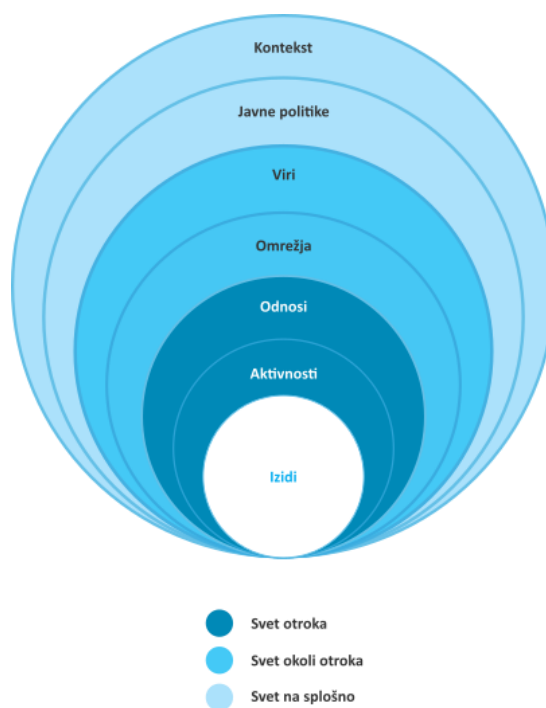 Kontekst
Javne politike
Viri
Omrežja
Odnosi
Aktivnosti
Izidi
Svet otroka
Svet okoli otroka
Svet na splošno